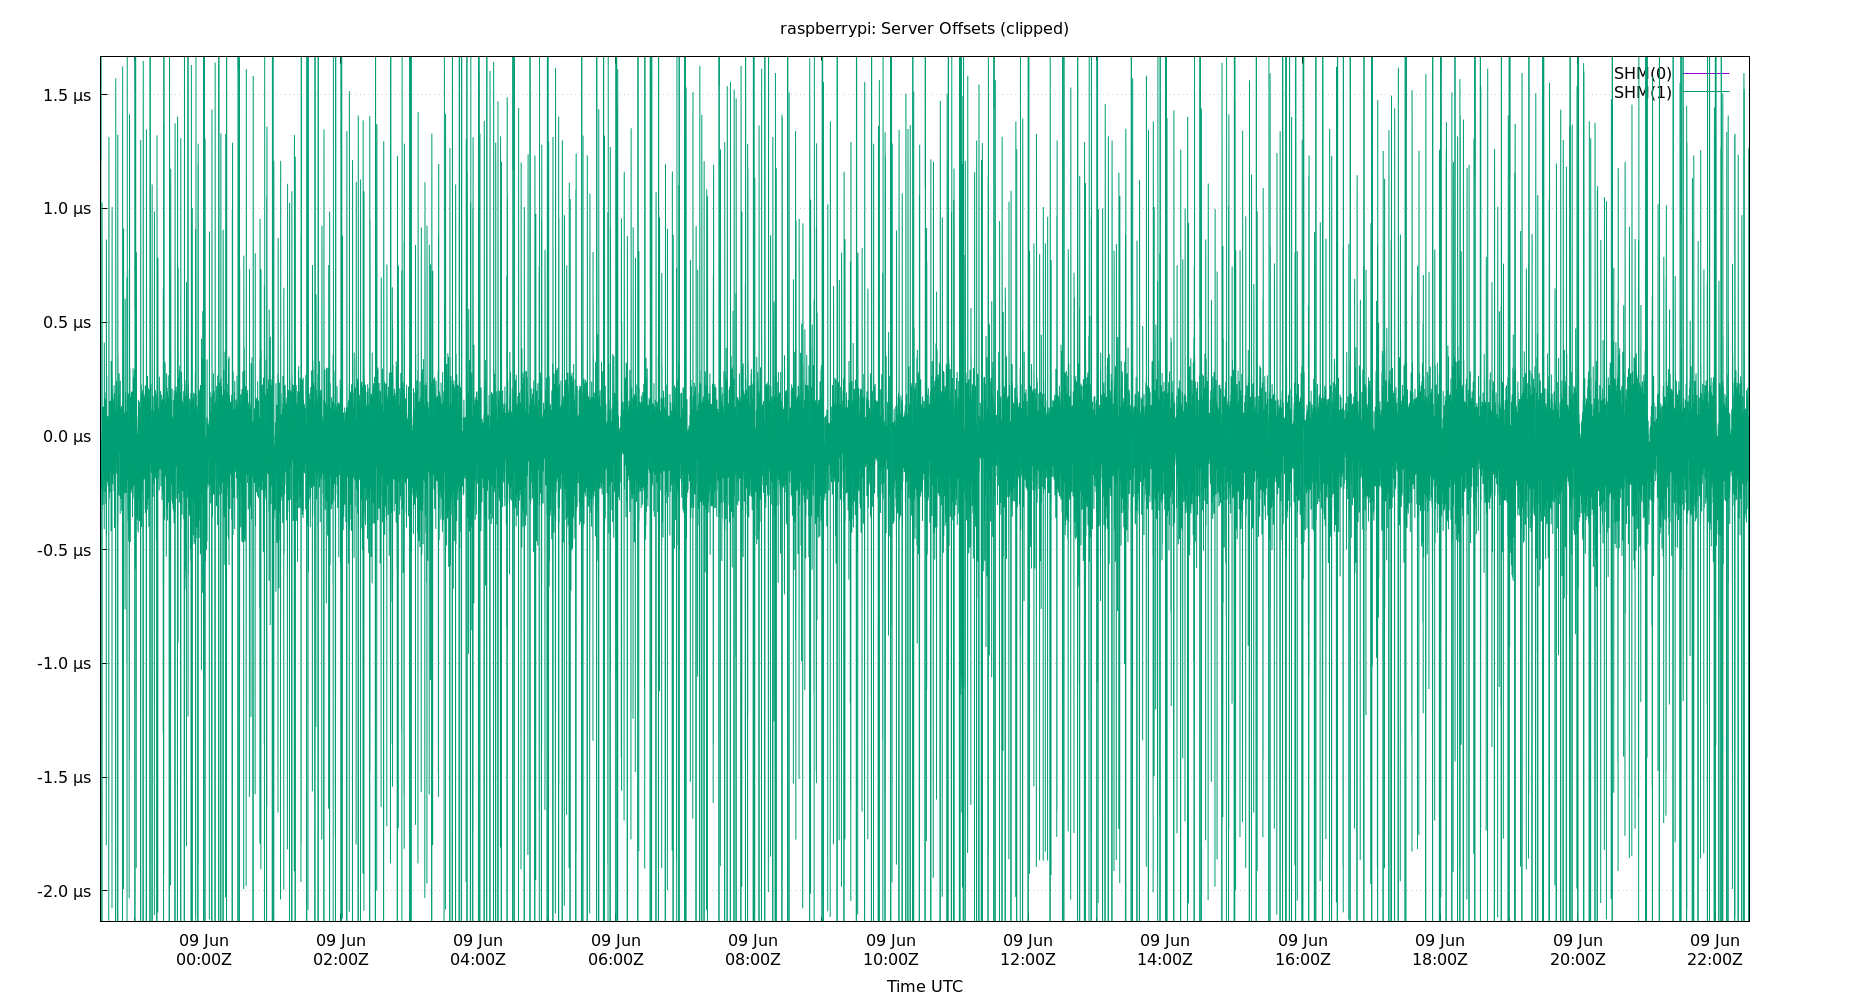 raspberrypi: Server Offsets (clipped)
SHM(0)
SHM(1)
1.5 µs
1.0 µs
0.5 µs
0.0 µs
-0.5 µs
-1.0 µs
-1.5 µs
-2.0 µs
09 Jun 09 Jun 09 Jun 09 Jun 09 Jun 09 Jun 09 Jun 09 Jun 09 Jun 09 Jun 09 Jun 09 Jun
00:00Z 02:00Z 04:00Z 06:00Z 08:00Z 10:00Z 12:00Z 14:00Z 16:00Z 18:00Z 20:00Z 22:00Z
Time UTC